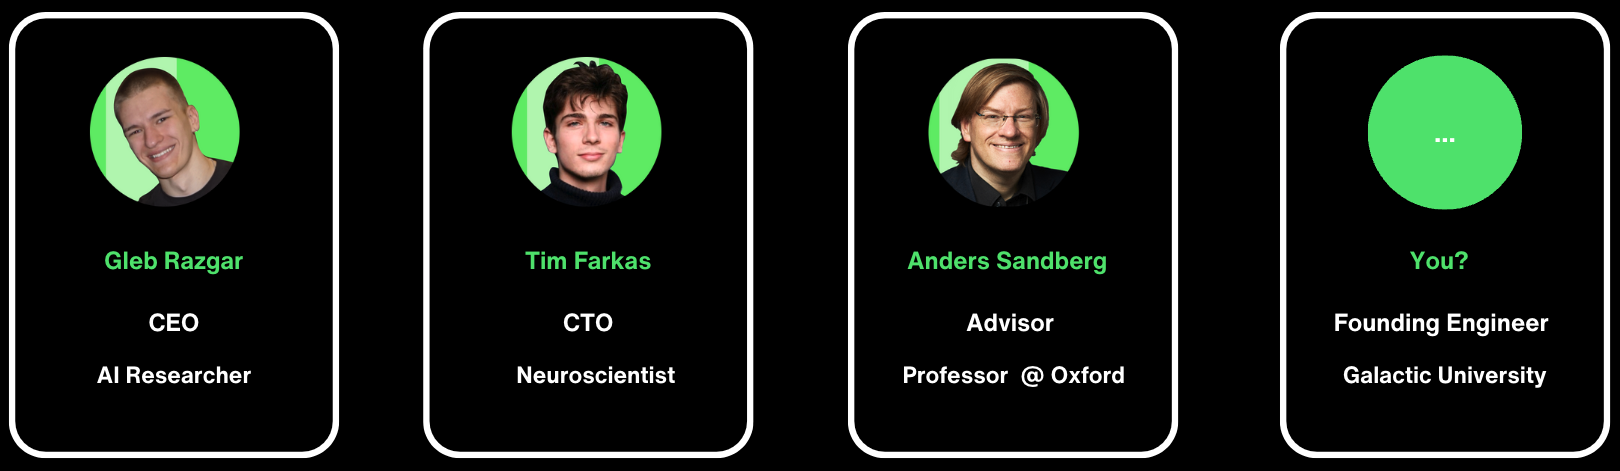 Gleb Razgar
CEO
AI Researcher
Tim Farkas
CTO
Neuroscientist
Anders Sandberg
Advisor
Professor @ Oxford
...
You?
Founding Engineer
Galactic University